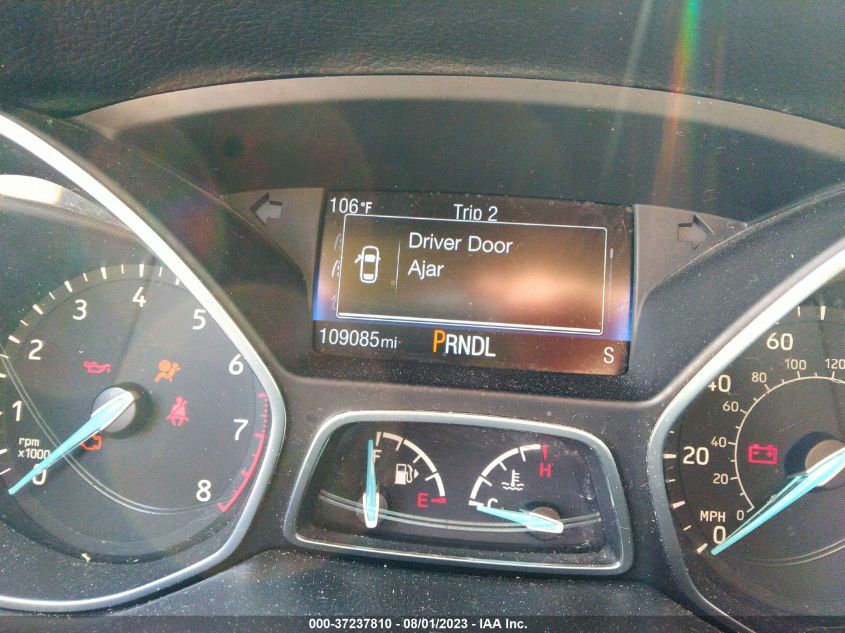 106°F Trip 2
Driver Door
Ajar
109085mi PRNDL S
0 1 2 3 4 5 6 7 8
rpm
x1000
F E
C H
0 20 40 60
0 20 40 60 80 100 120
MPH
000-37237810 - 08/01/2023 - IAA Inc.